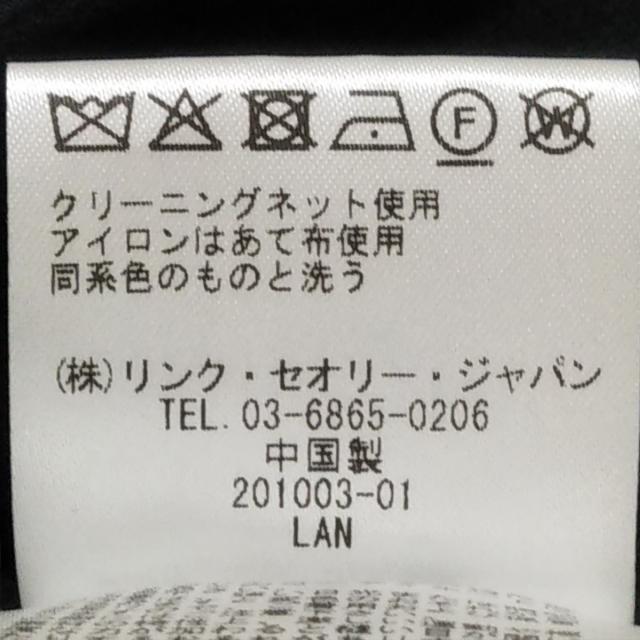 F W
クリーニングネット使用
アイロンはあて布使用
同系色のものと洗う
(株)リンク・セオリー・ジャパン
TEL.03-6865-0206
中国製
201003-01
LAN